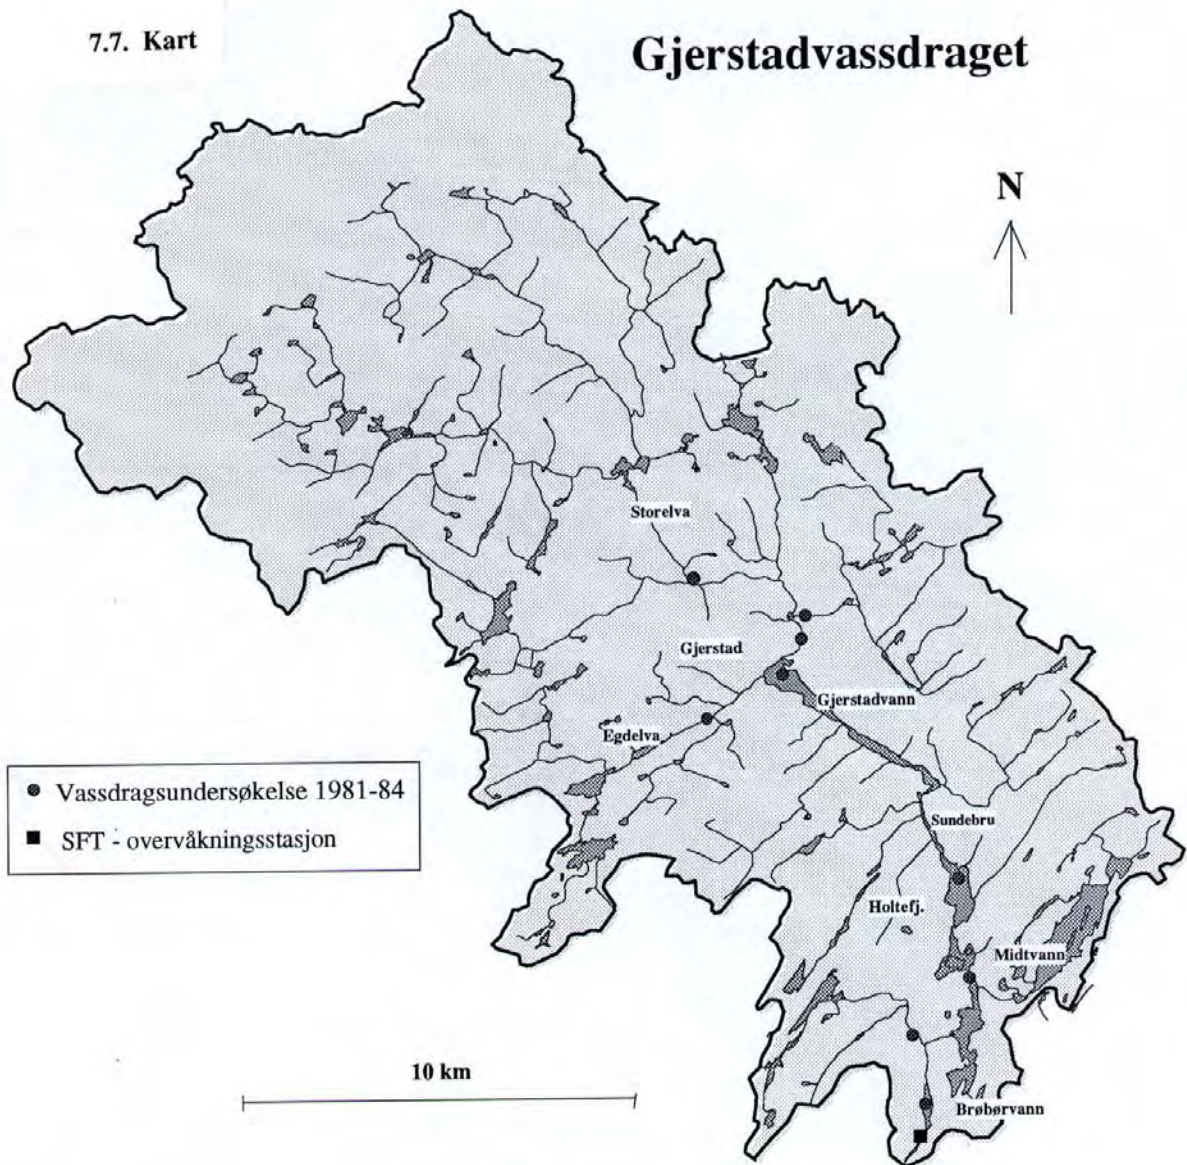 7.7. Kart
Gjerstadvassdraget
N
Storelva
Gjerstad
Gjerstadvann
Egdelva
Sundebru
Holtefj.
Midtvann
Brøbørvann
Vassdragsundersøkelse 1981-84
SFT - overvåkningsstasjon
10 km